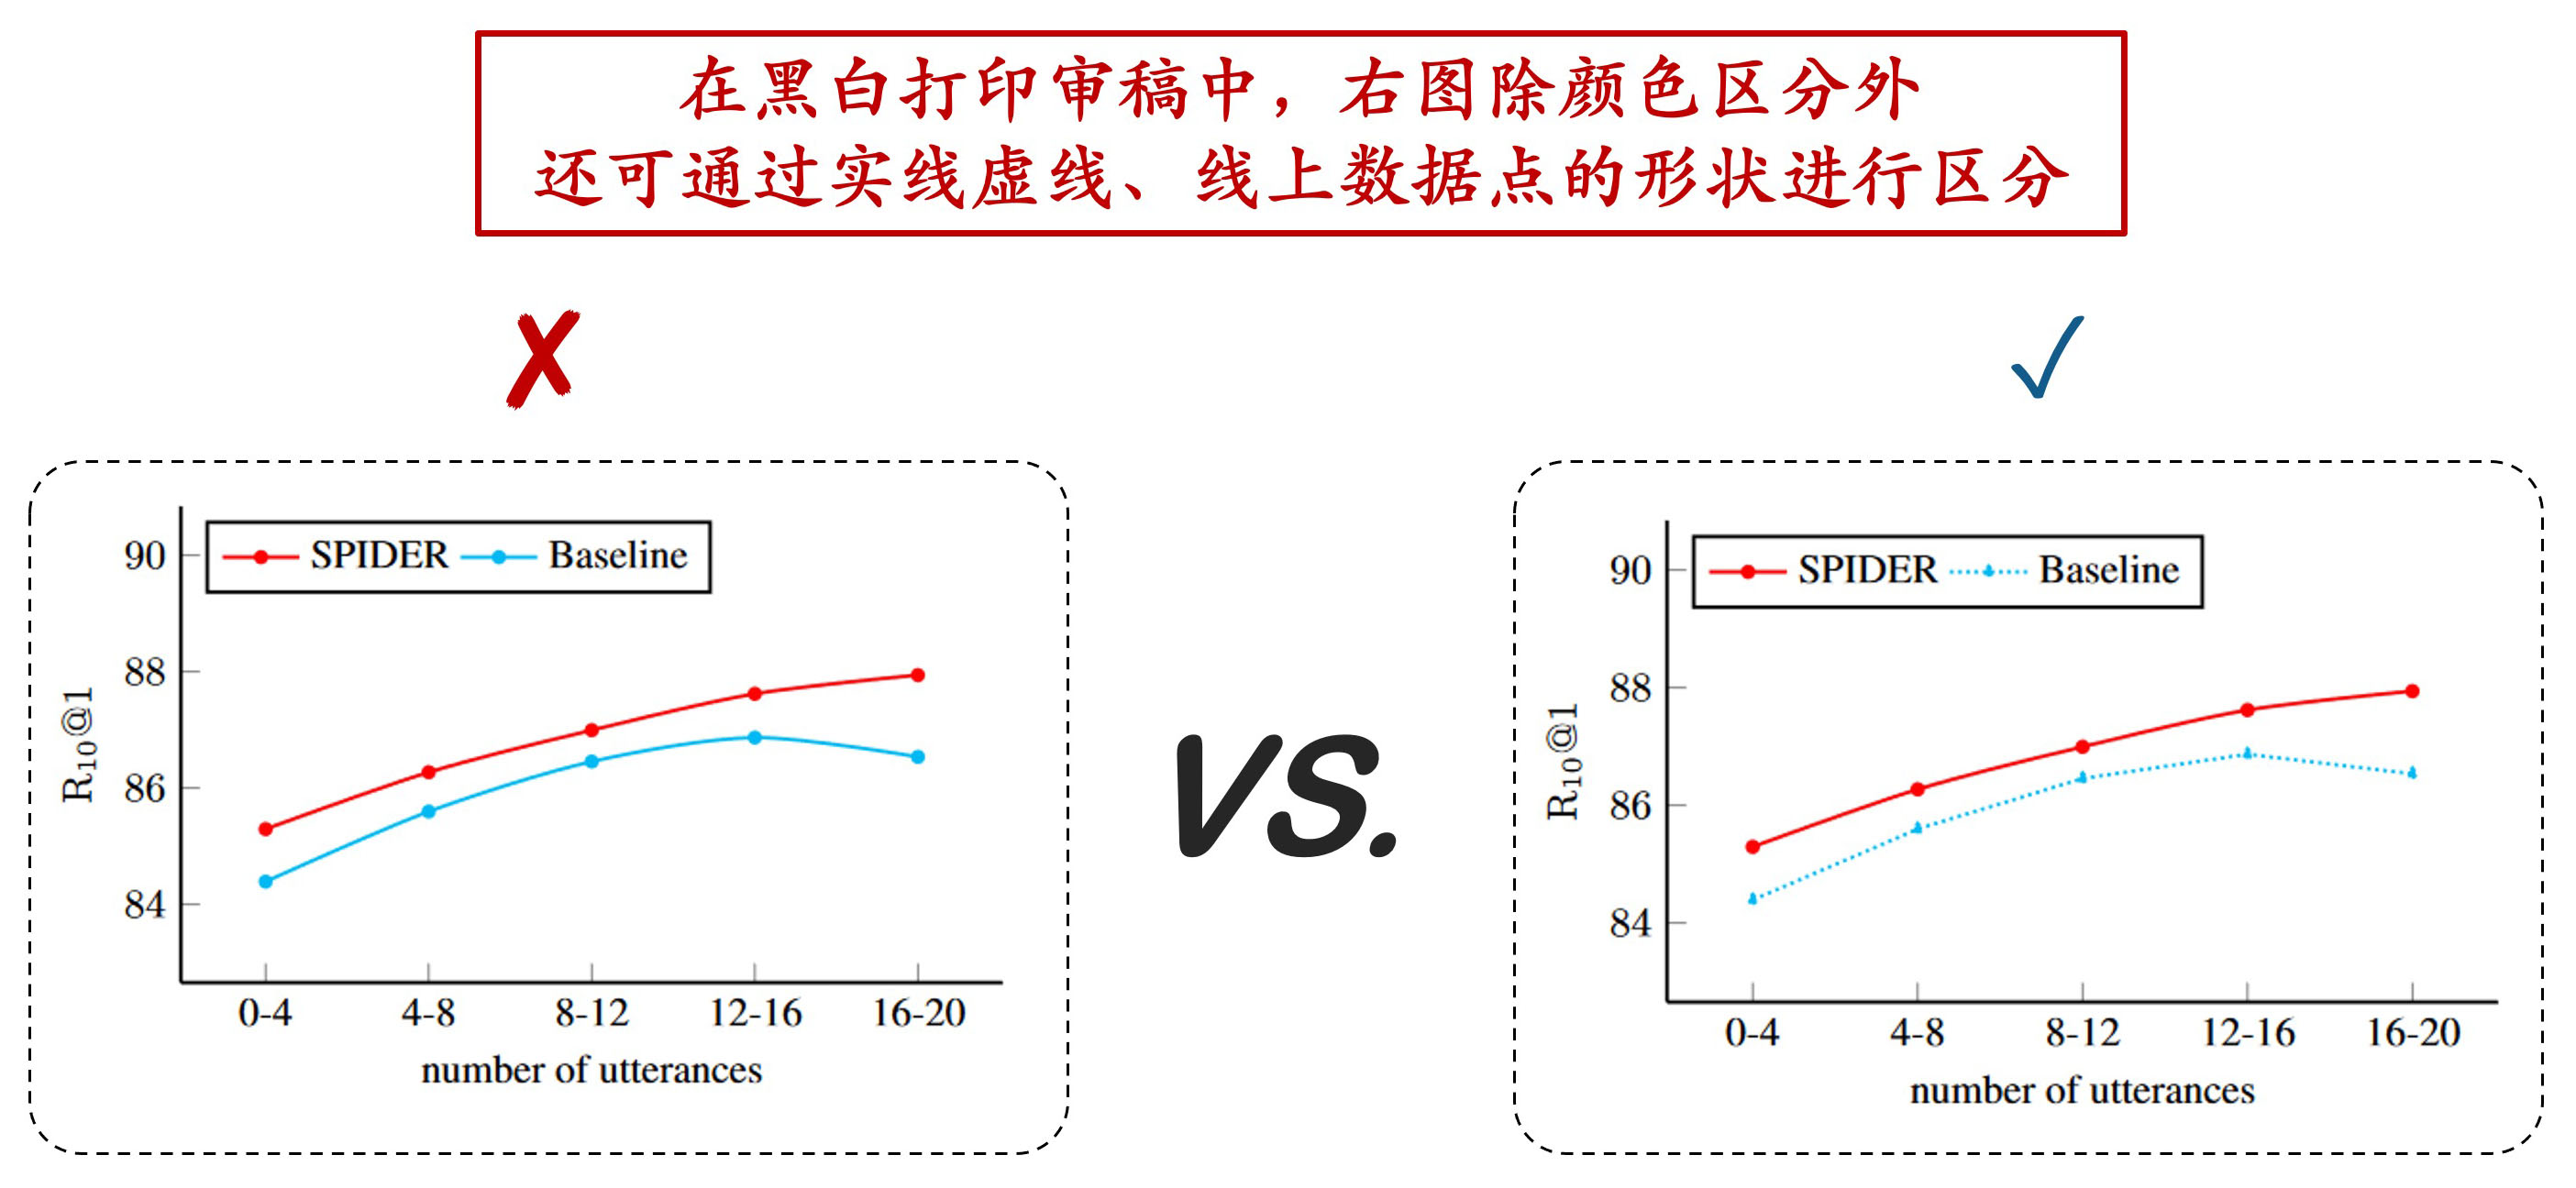 在黑白打印审稿中，右图除颜色区分外
还可通过实线虚线、线上数据点的形状进行区分
✗
✓
SPIDER Baseline
90
88
86
84
R₁₀@1
0-4 4-8 8-12 12-16 16-20
number of utterances
VS.
SPIDER Baseline
90
88
86
84
R₁₀@1
0-4 4-8 8-12 12-16 16-20
number of utterances